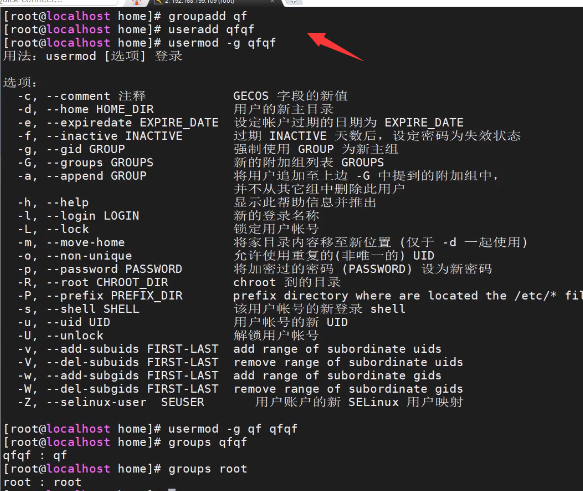 2. 192.168.199.109 (root)
[root@localhost home]# groupadd qf
[root@localhost home]# useradd qfqf
[root@localhost home]# usermod -g qfqf
用法：usermod [选项] 登录
选项：
-c, --comment 注释 GECOS 字段的新值
-d, --home HOME_DIR 用户的新主目录
-e, --expiredate EXPIRE_DATE 设定帐户过期的日期为 EXPIRE_DATE
-f, --inactive INACTIVE 过期 INACTIVE 天数后，设定密码为失效状态
-g, --gid GROUP 强制使用 GROUP 为新主组
-G, --groups GROUPS 新的附加组列表 GROUPS
-a, --append GROUP 将用户追加至上边 -G 中提到的附加组中，
并不从其它组中删除此用户
-h, --help 显示此帮助信息并推出
-l, --login LOGIN 新的登录名称
-L, --lock 锁定用户帐号
-m, --move-home 将家目录内容移至新位置 (仅于 -d 一起使用)
-o, --non-unique 允许使用重复的(非唯一的) UID
-p, --password PASSWORD 将加密过的密码 (PASSWORD) 设为新密码
-R, --root CHROOT_DIR chroot 到的目录
-P, --prefix PREFIX_DIR prefix directory where are located the /etc/* fil
-s, --shell SHELL 该用户帐号的新登录 shell
-u, --uid UID 用户帐号的新 UID
-U, --unlock 解锁用户帐号
-v, --add-subuids FIRST-LAST add range of subordinate uids
-V, --del-subuids FIRST-LAST remove range of subordinate uids
-w, --add-subgids FIRST-LAST add range of subordinate gids
-W, --del-subgids FIRST-LAST remove range of subordinate gids
-Z, --selinux-user SEUSER 用户账户的新 SELinux 用户映射
[root@localhost home]# usermod -g qf qfqf
[root@localhost home]# groups qfqf
qfqf : qf
[root@localhost home]# groups root
root : root